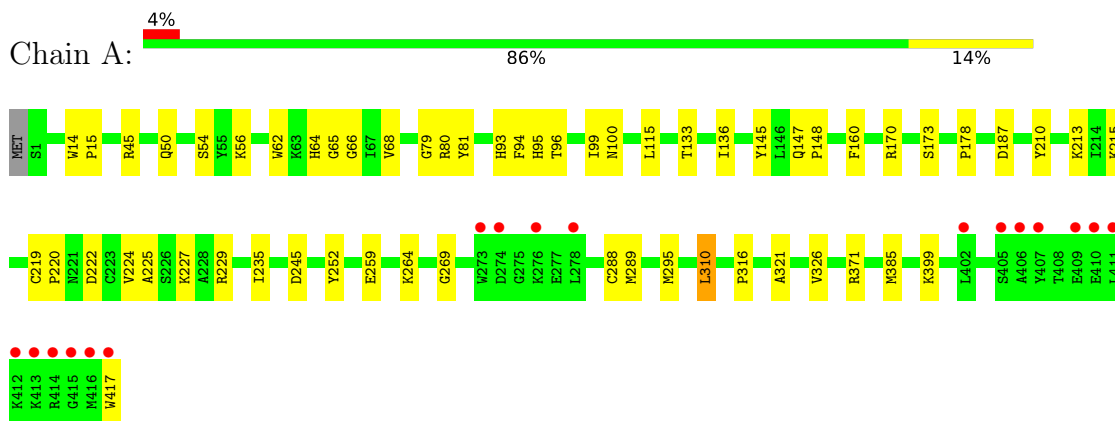 4%
Chain A:
86% 14%
MET S1 W14 P15 R45 Q50 S54 Y55 K56 W62 K63 H64 G65 G66 I67 V68 G79 R80 Y81 H93 F94 H95 T96 I99 N100 L115 T133 I136 Y145 L146 Q147 P148 F160 R170 S173 P178 D187 Y210 K213 I214 K215
C219 P220 N221 D222 C223 V224 A225 S226 K227 A228 R229 I235 D245 Y252 E259 K264 G269 W273 D274 G275 K276 E277 L278 C288 M289 M295 L310 P316 A321 V326 R371 M385 K399 L402 S405 A406 Y407 T408 E409 E410 L411
K412 K413 R414 G415 M416 W417